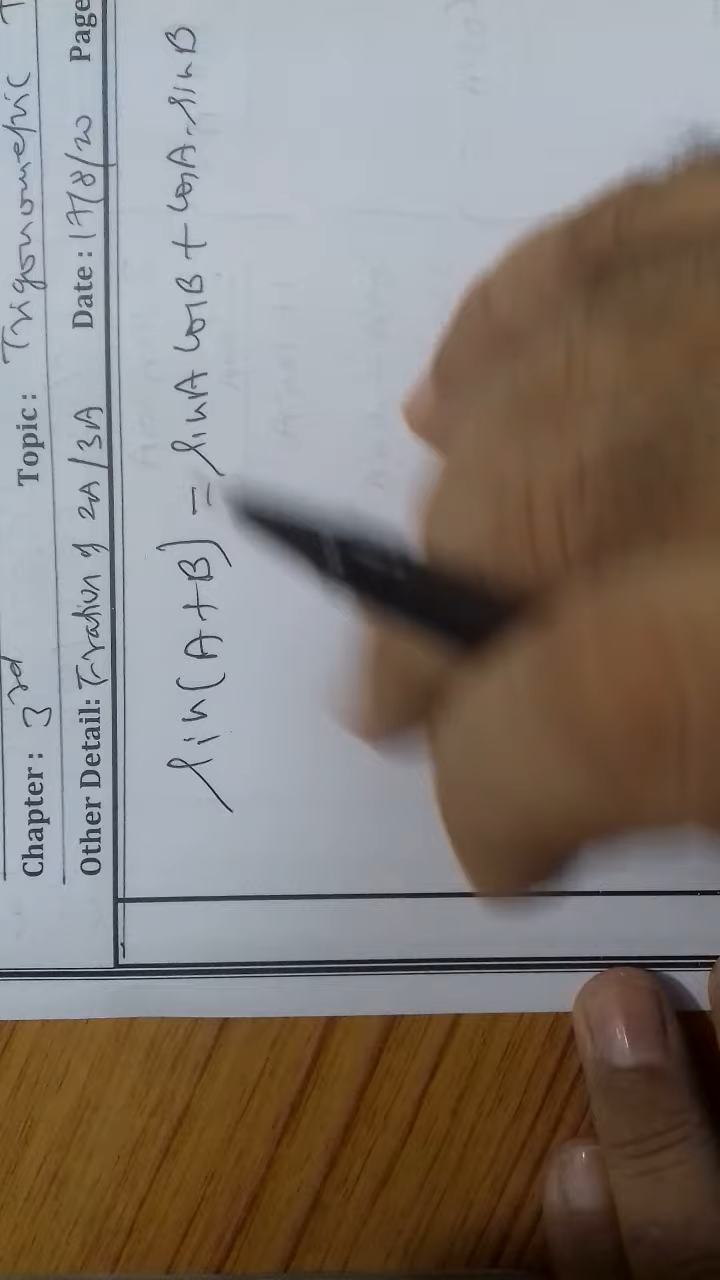 Chapter: 3rd Topic: Trigonometric
Other Detail: T-ration of 2A/3A Date: 17/8/20 Page
sin(A+B) = sinA cosB + cosA. sinB